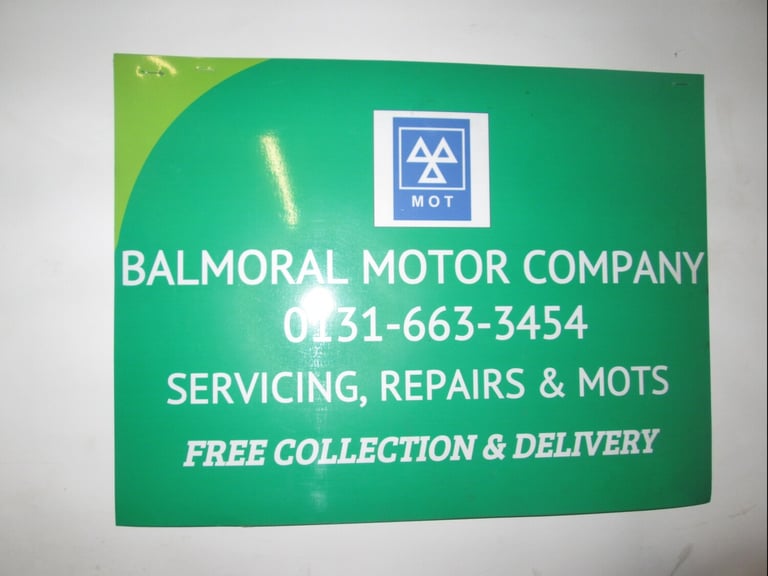 MOT
BALMORAL MOTOR COMPANY
0131-663-3454
SERVICING, REPAIRS & MOTS
FREE COLLECTION & DELIVERY